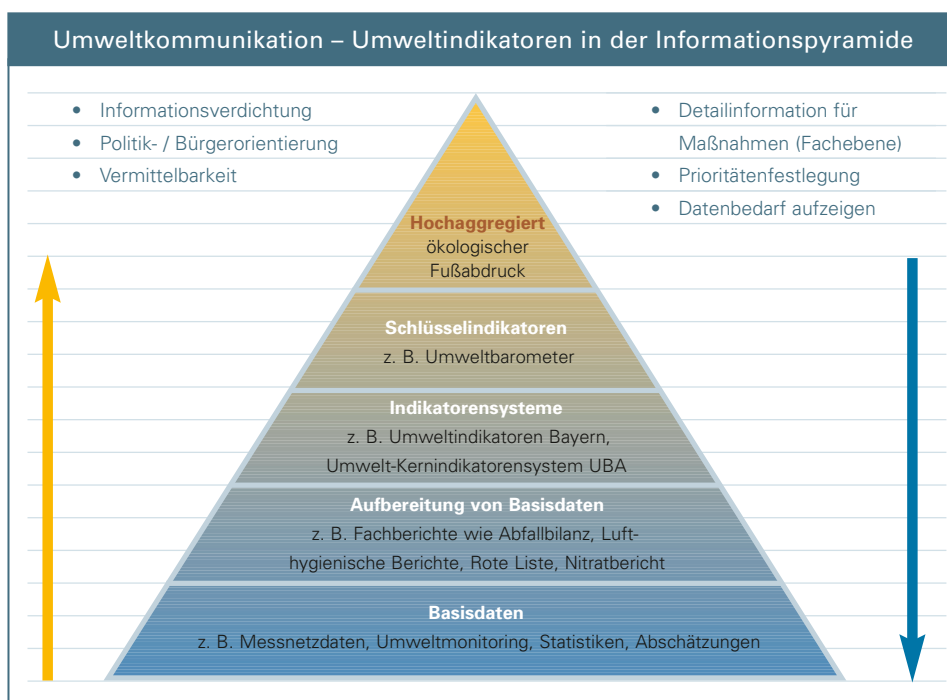 Umweltkommunikation – Umweltindikatoren in der Informationspyramide
• Informationsverdichtung
• Politik- / Bürgerorientierung
• Vermittelbarkeit
• Detailinformation für
Maßnahmen (Fachebene)
• Prioritätenfestlegung
• Datenbedarf aufzeigen
Hochaggregiert
ökologischer
Fußabdruck
Schlüsselindikatoren
z. B. Umweltbarometer
Indikatorensysteme
z. B. Umweltindikatoren Bayern,
Umwelt-Kernindikatorensystem UBA
Aufbereitung von Basisdaten
z. B. Fachberichte wie Abfallbilanz, Luft-
hygienische Berichte, Rote Liste, Nitratbericht
Basisdaten
z. B. Messnetzdaten, Umweltmonitoring, Statistiken, Abschätzungen